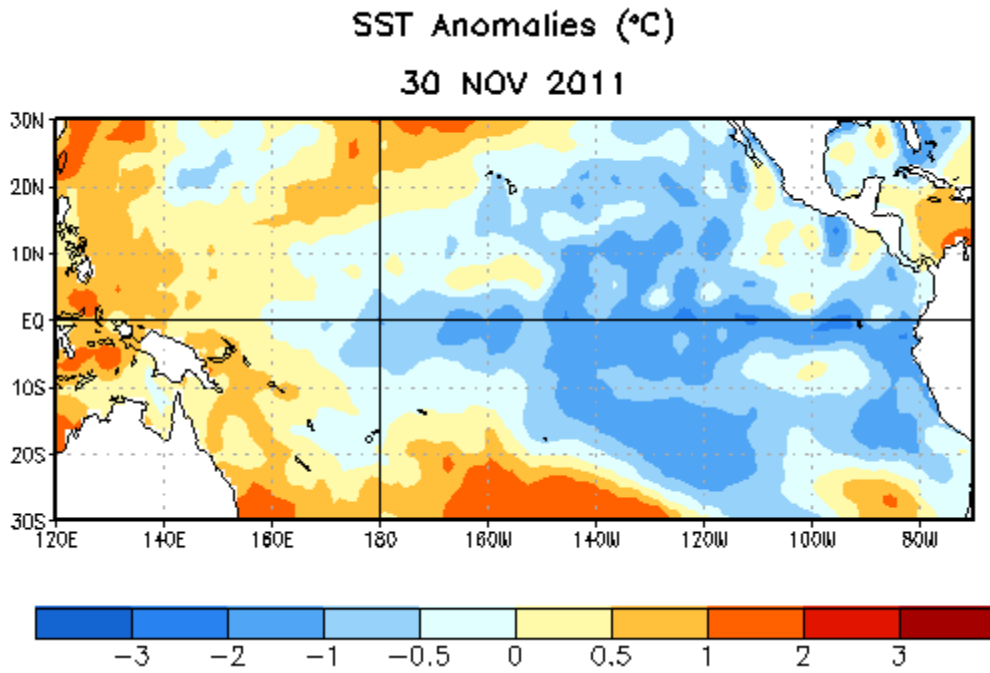 SST Anomalies (°C)
30 NOV 2011
30N
20N
10N
EQ
10S
20S
30S
120E 140E 160E 180 160W 140W 120W 100W 80W
-3 -2 -1 -0.5 0 0.5 1 2 3